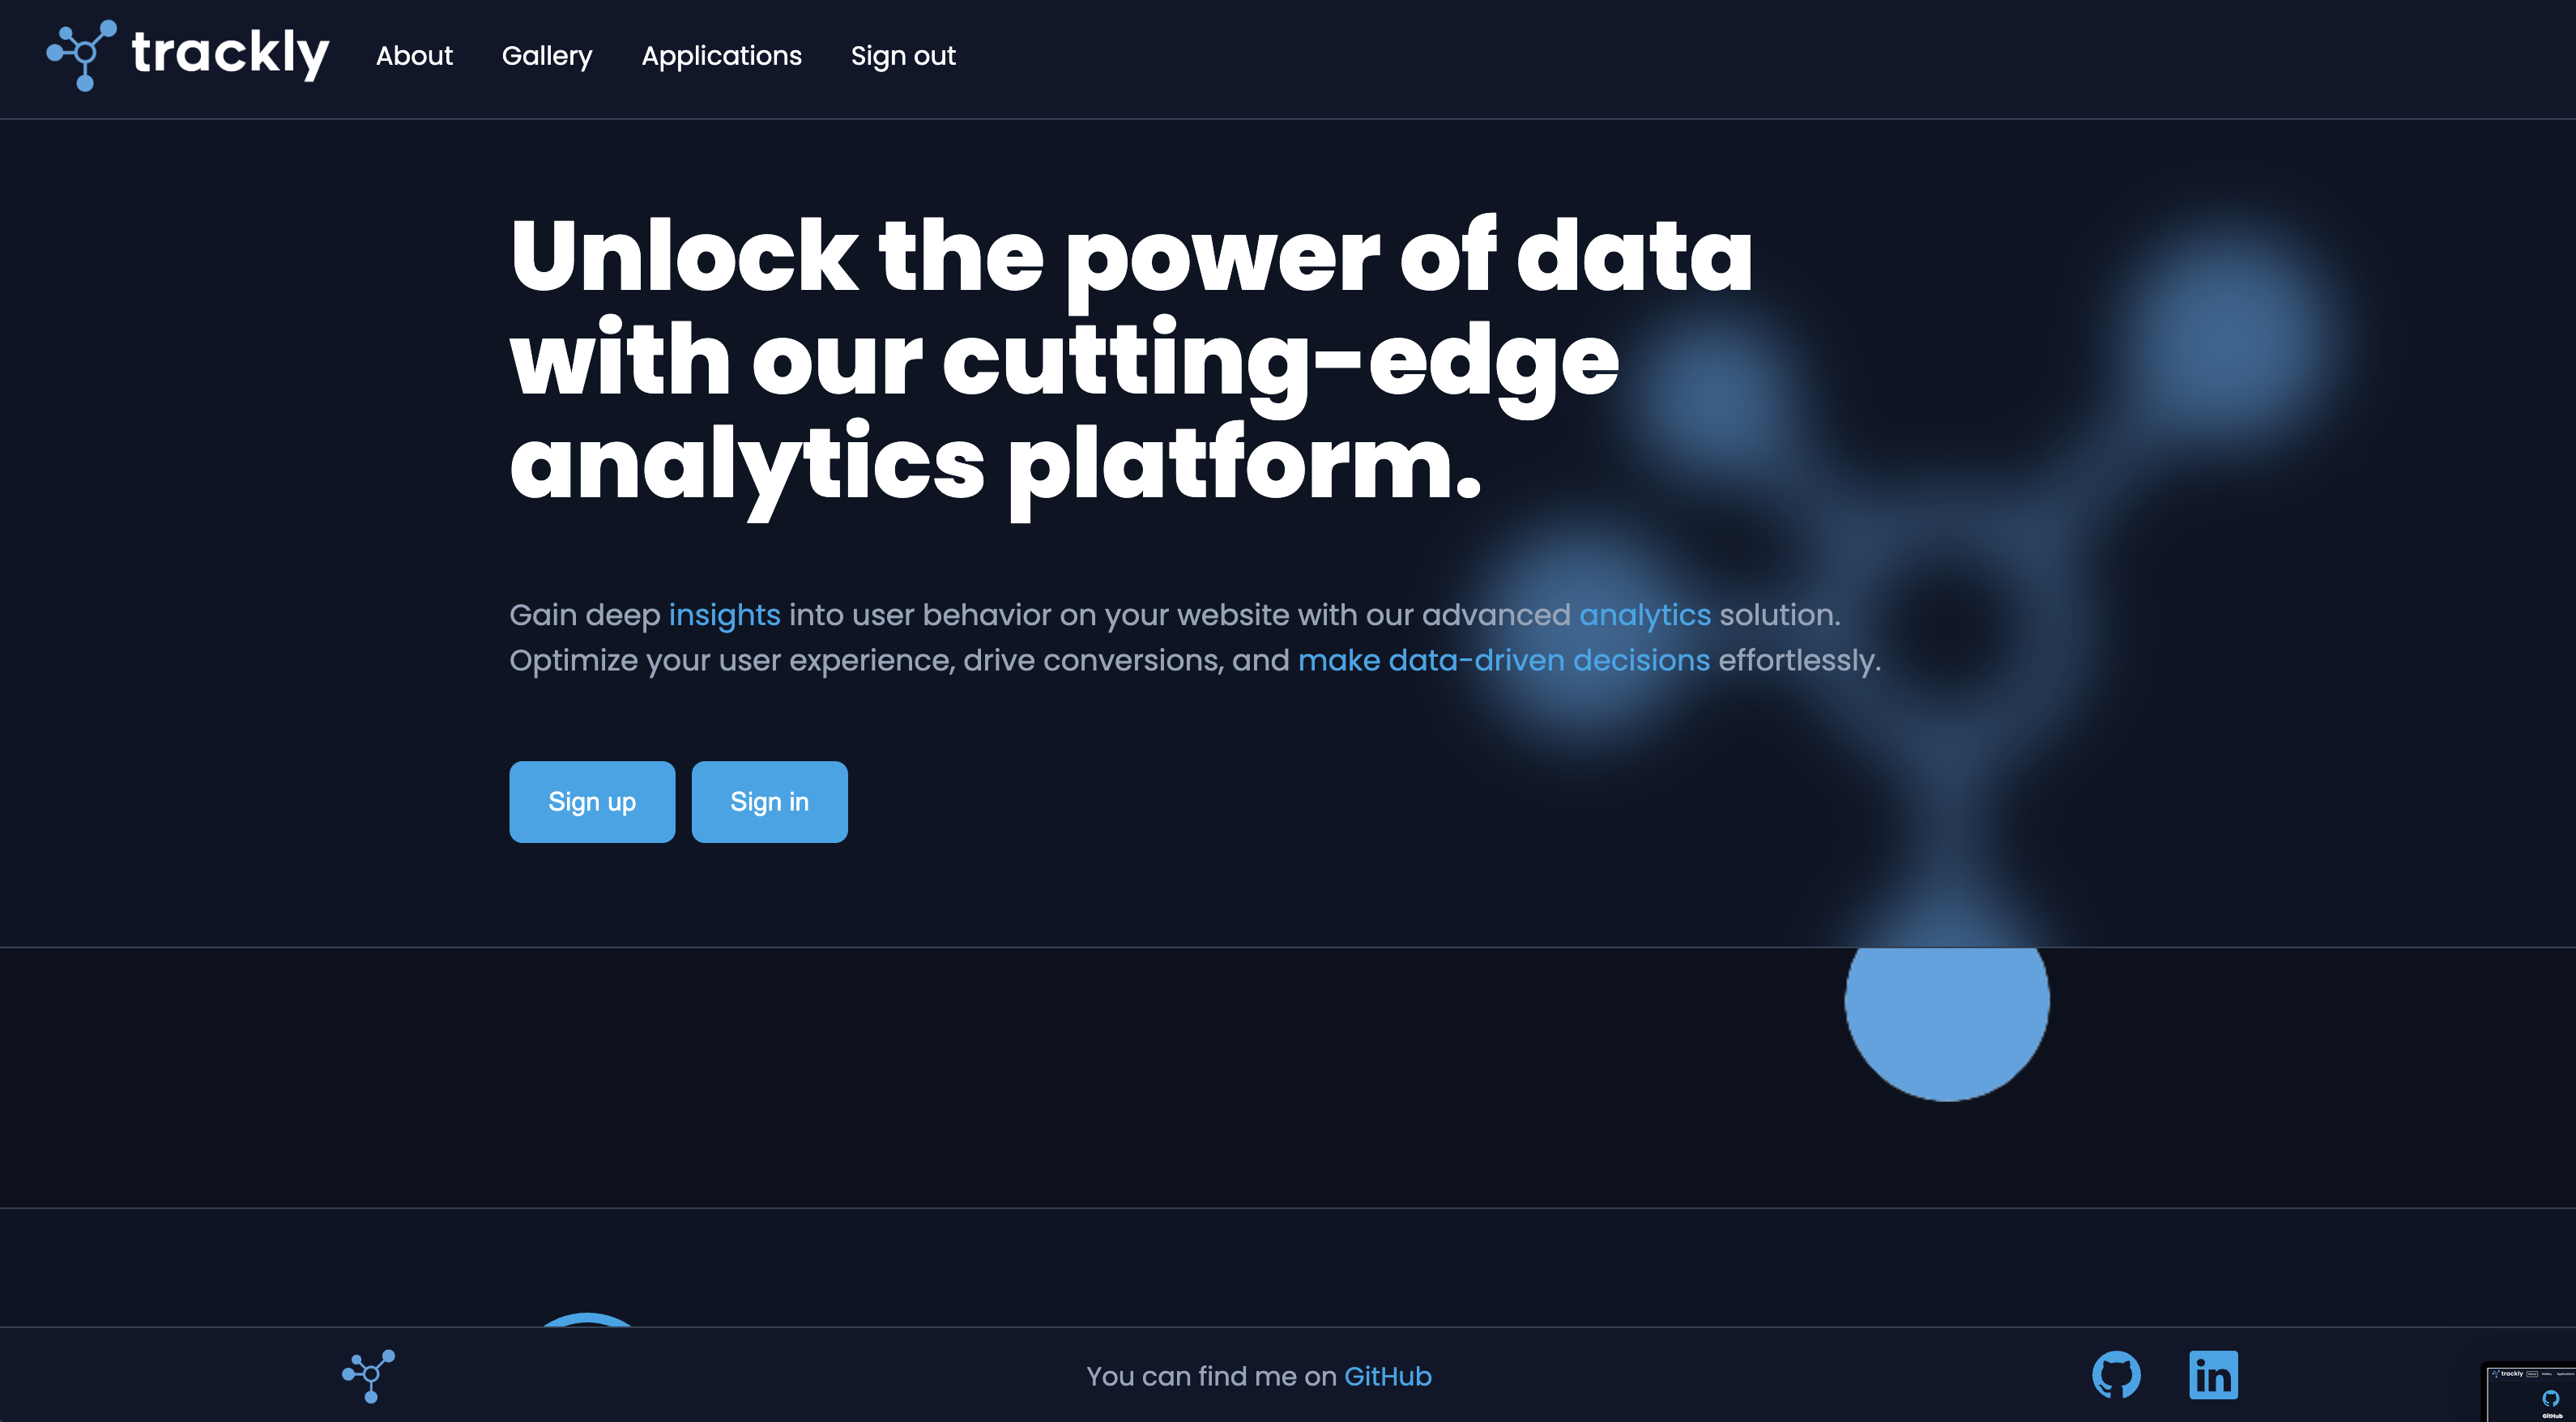 trackly About Gallery Applications Sign out
Unlock the power of data
with our cutting-edge
analytics platform.
Gain deep insights into user behavior on your website with our advanced analytics solution.
Optimize your user experience, drive conversions, and make data-driven decisions effortlessly.
Sign up Sign in
You can find me on GitHub
in
trackly
GitHub